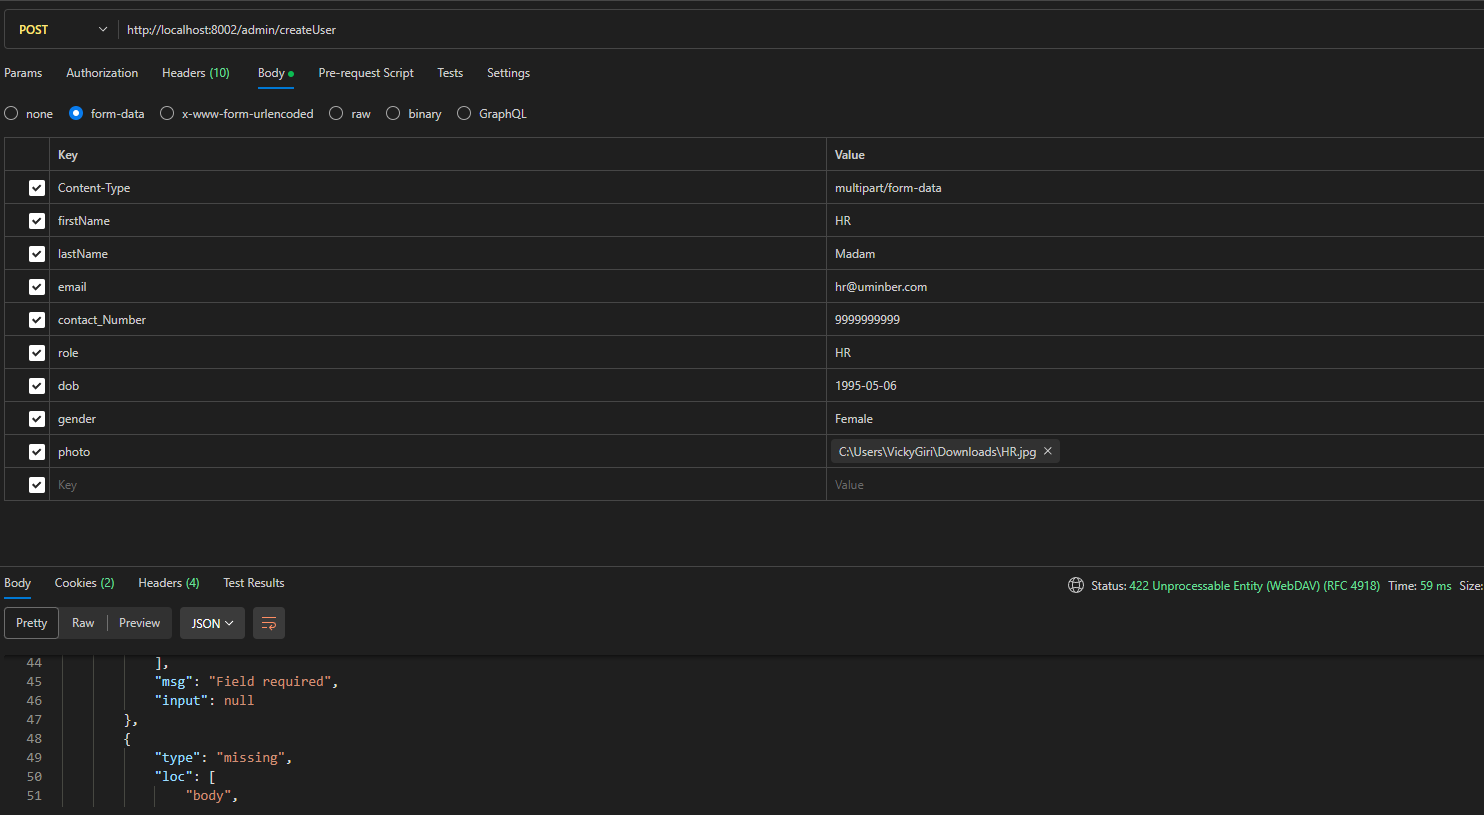 POST http://localhost:8002/admin/createUser
Params Authorization Headers (10) Body Pre-request Script Tests Settings
none form-data x-www-form-urlencoded raw binary GraphQL
Key Value
Content-Type multipart/form-data
firstName HR
lastName Madam
email hr@uminber.com
contact_Number 9999999999
role HR
dob 1995-05-06
gender Female
photo C:\Users\VickyGiri\Downloads\HR.jpg
Key Value
Body Cookies (2) Headers (4) Test Results Status: 422 Unprocessable Entity (WebDAV) (RFC 4918) Time: 59 ms Size:
Pretty Raw Preview JSON
44 ],
45 "msg": "Field required",
46 "input": null
47 },
48 {
49 "type": "missing",
50 "loc": [
51 "body",